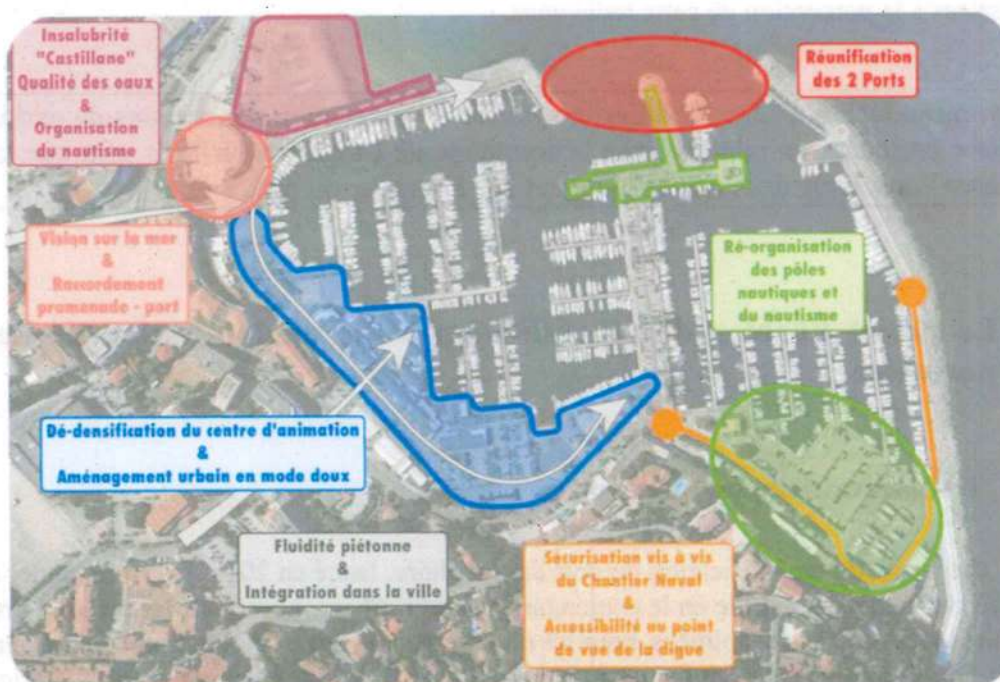 Insalubrité
"Castillane"
Qualité des eaux
&
Organisation
du nautisme
Réunification
des 2 Ports
Vision sur la mer
&
Raccordement
promenade - port
Ré-organisation
des pôles
nautiques et
du nautisme
Dé-densification du centre d'animation
&
Aménagement urbain en mode doux
Fluidité piétonne
&
Intégration dans la ville
Sécurisation vis à vis
du Chantier Naval
&
Accessibilité au point
de vue de la digue